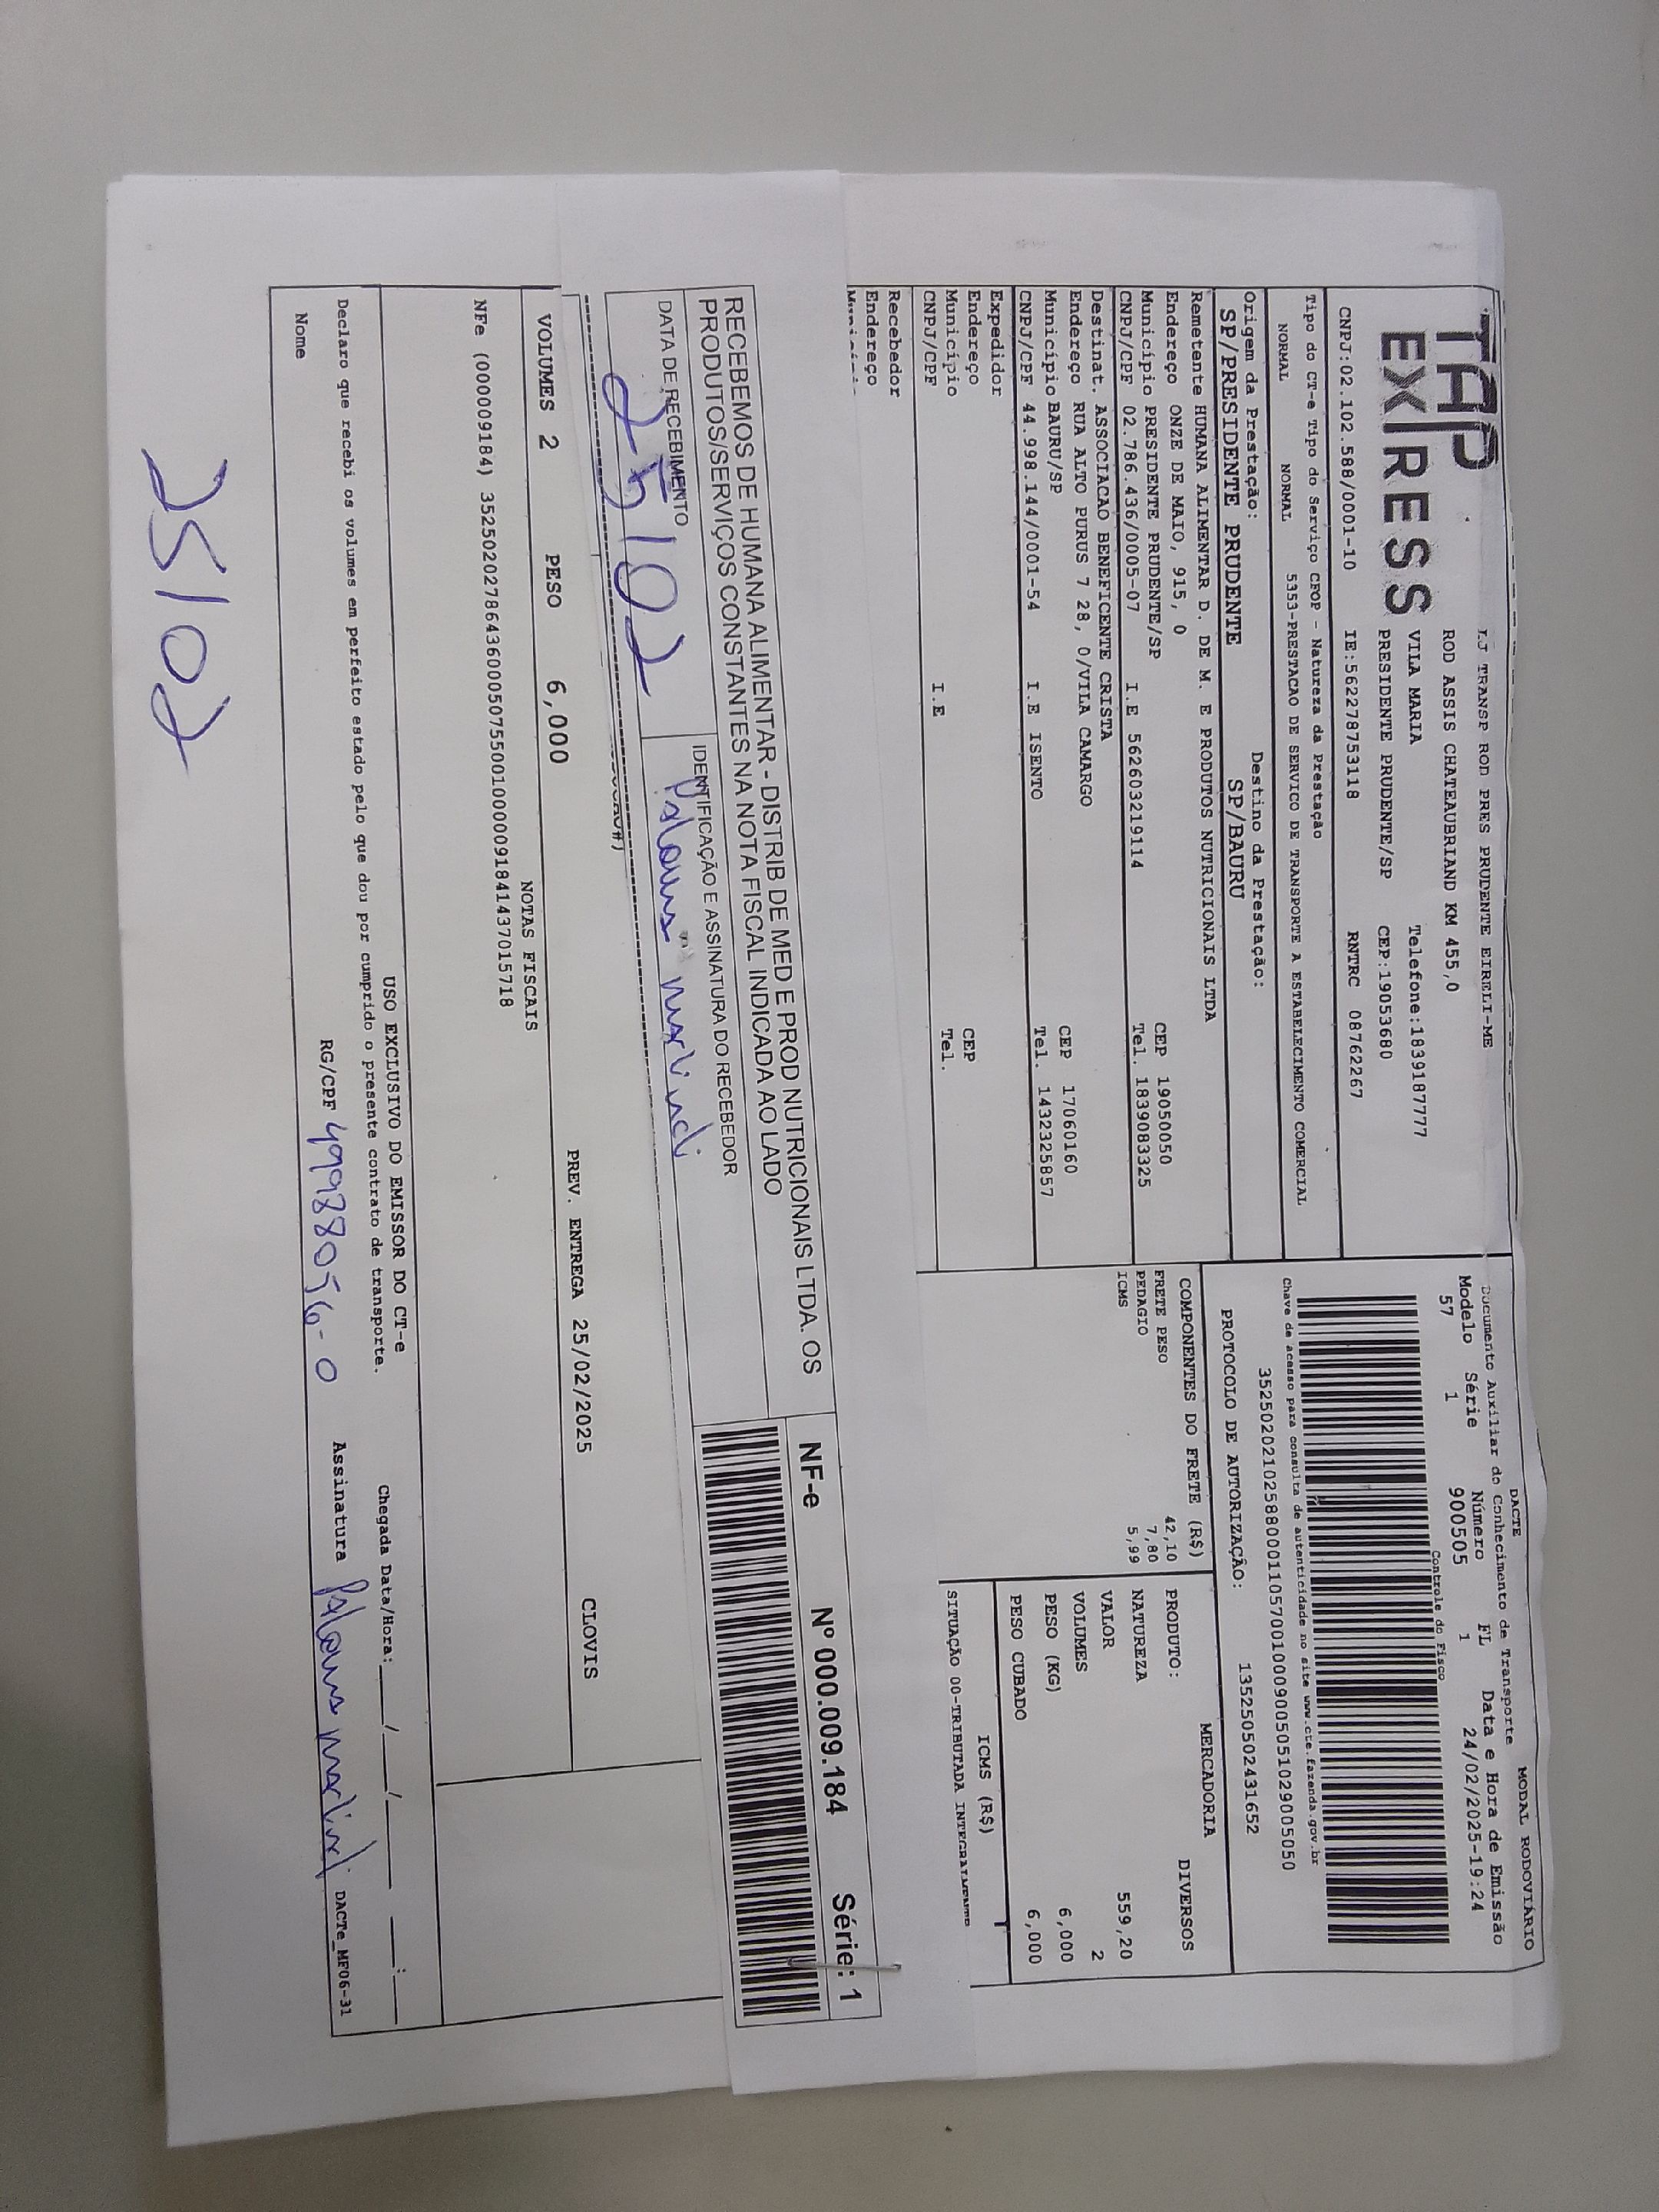 TAP
EXPRESS
LJ TRANSP ROD PRES PRUDENTE EIRELI-ME
ROD ASSIS CHATEAUBRIAND KM 455,0
VILA MARIA Telefone:1839187777
PRESIDENTE PRUDENTE/SP CEP:19053680
CNPJ:02.102.588/0001-10 IE:562278753118 RNTRC 08762267
Tipo do CT-e Tipo do Serviço CFOP - Natureza da Prestação
NORMAL NORMAL 5353-PRESTACAO DE SERVICO DE TRANSPORTE A ESTABELECIMENTO COMERCIAL
Origem da Prestação: Destino da Prestação:
SP/PRESIDENTE PRUDENTE SP/BAURU
Remetente HUMANA ALIMENTAR D. DE M. E PRODUTOS NUTRICIONAIS LTDA
Endereço ONZE DE MAIO, 915, 0 CEP 19050050
Município PRESIDENTE PRUDENTE/SP Tel. 1839083325
CNPJ/CPF 02.786.436/0005-07 I.E 562603219114
Destinat. ASSOCIACAO BENEFICENTE CRISTA
Endereço RUA ALTO PURUS 7 28, 0/VILA CAMARGO CEP 17060160
Município BAURU/SP Tel. 1432325857
CNPJ/CPF 44.998.144/0001-54 I.E ISENTO
Expedidor
Endereço CEP
Município Tel.
CNPJ/CPF I.E
Recebedor
Endereço
DACTE MODAL RODOVIÁRIO
Documento Auxiliar do Conhecimento de Transporte
Modelo Série Número FL Data e Hora de Emissão
57 1 900505 1 24/02/2025-19:24
Controle do Fisco
Chave de acesso para consulta de autenticidade no site www.cte.fazenda.gov.br
35250202102588000110570010009005051029005050
PROTOCOLO DE AUTORIZAÇÃO: 135250502431652
COMPONENTES DO FRETE (R$)
FRETE PESO 42,10
PEDAGIO 7,80
ICMS 5,99
MERCADORIA
PRODUTO: DIVERSOS
NATUREZA
VALOR 559,20
VOLUMES 2
PESO (KG) 6,000
PESO CUBADO 6,000
ICMS (R$)
SITUAÇÃO 00-TRIBUTADA INTEGRALMENTE
RECEBEMOS DE HUMANA ALIMENTAR - DISTRIB DE MED E PROD NUTRICIONAIS LTDA. OS
PRODUTOS/SERVIÇOS CONSTANTES NA NOTA FISCAL INDICADA AO LADO
DATA DE RECEBIMENTO IDENTIFICAÇÃO E ASSINATURA DO RECEBEDOR
25/02
NF-e Nº 000.009.184 Série: 1
VOLUMES 2 PESO 6,000 PREV. ENTREGA 25/02/2025 CLOVIS
NOTAS FISCAIS
NFe (000009184) 35250202786436000507550010000091841437015718
USO EXCLUSIVO DO EMISSOR DO CT-e
Declaro que recebi os volumes em perfeito estado pelo que dou por cumprido o presente contrato de transporte. Chegada Data/Hora:___/___/___ ___:___
Nome RG/CPF 49988056-0 Assinatura DACTe_MF06-31
25/02